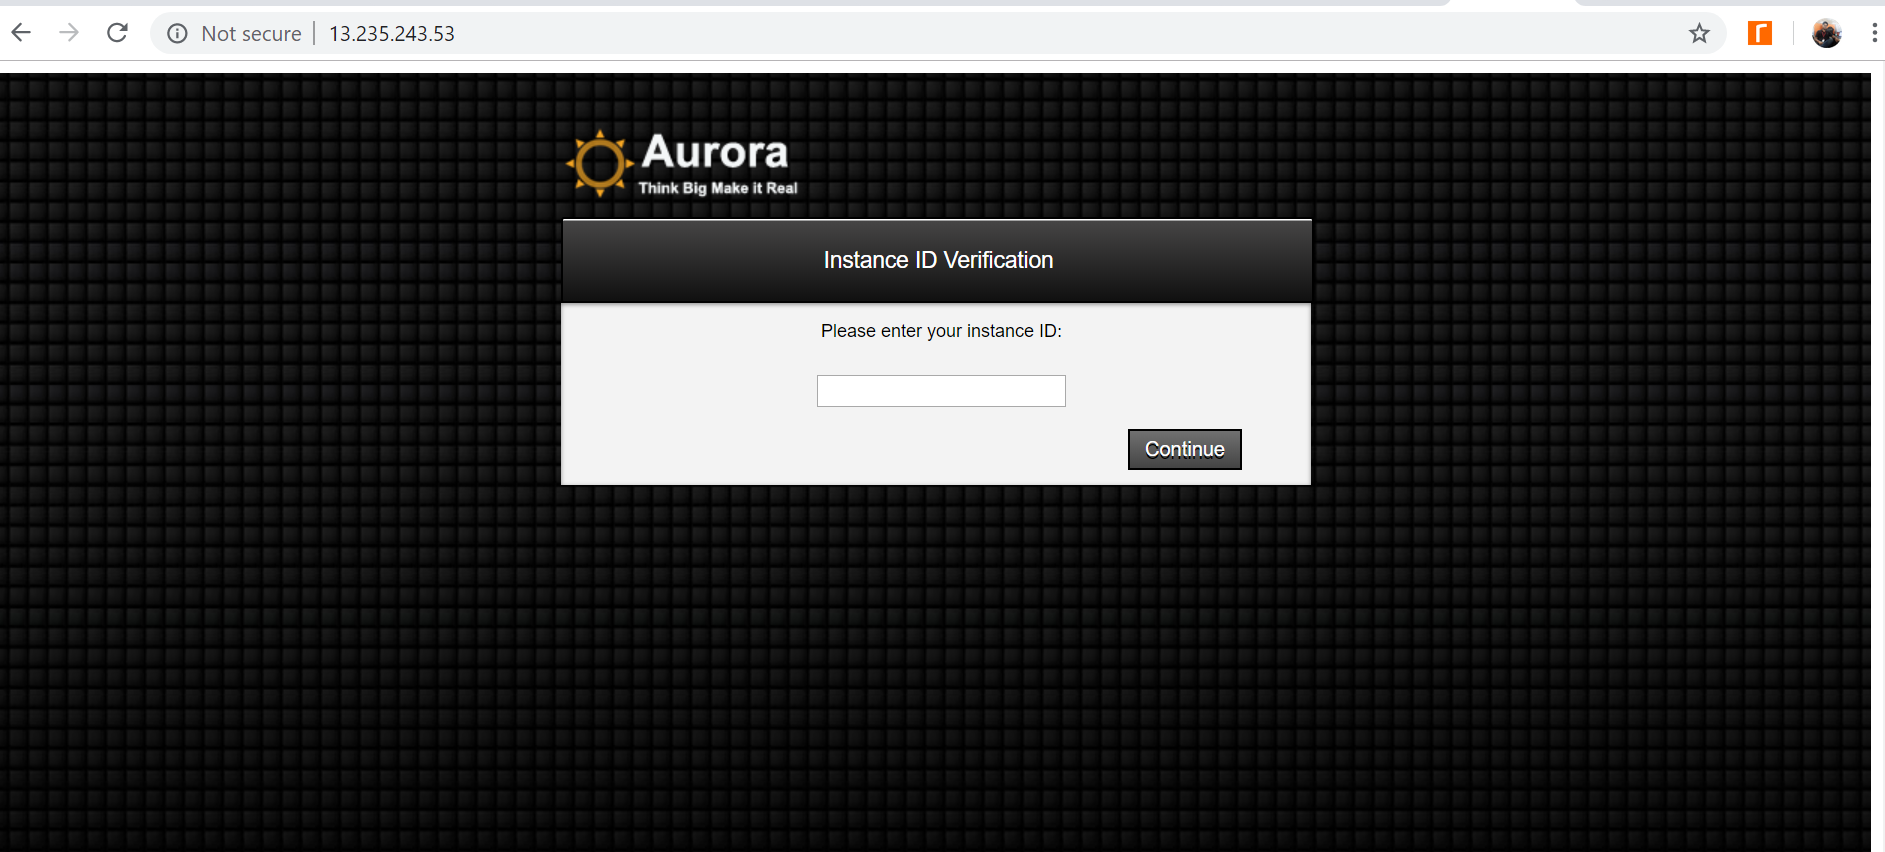 Not secure
13.235.243.53
Aurora
Think Big Make it Real
Instance ID Verification
Please enter your instance ID:
Continue